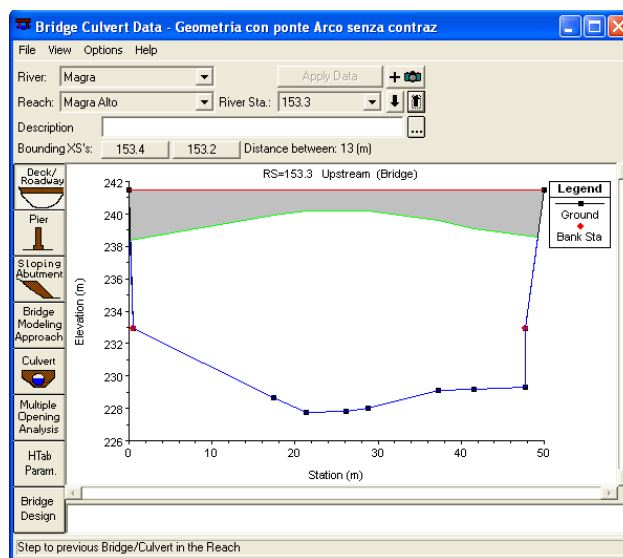 Bridge Culvert Data - Geometria con ponte Arco senza contraz
File View Options Help
River: Magra Apply Data
Reach: Magra Alto River Sta.: 153.3
Description ...
Bounding XS's: 153.4 153.2 Distance between: 13 (m)
Deck/
Roadway
Pier
Sloping
Abutment
Bridge
Modeling
Approach
Culvert
Multiple
Opening
Analysis
HTab
Param.
Bridge
Design
RS=153.3 Upstream (Bridge)
Elevation (m)
242
240
238
236
234
232
230
228
226
0 10 20 30 40 50
Station (m)
Legend
Ground
Bank Sta
Step to previous Bridge/Culvert in the Reach